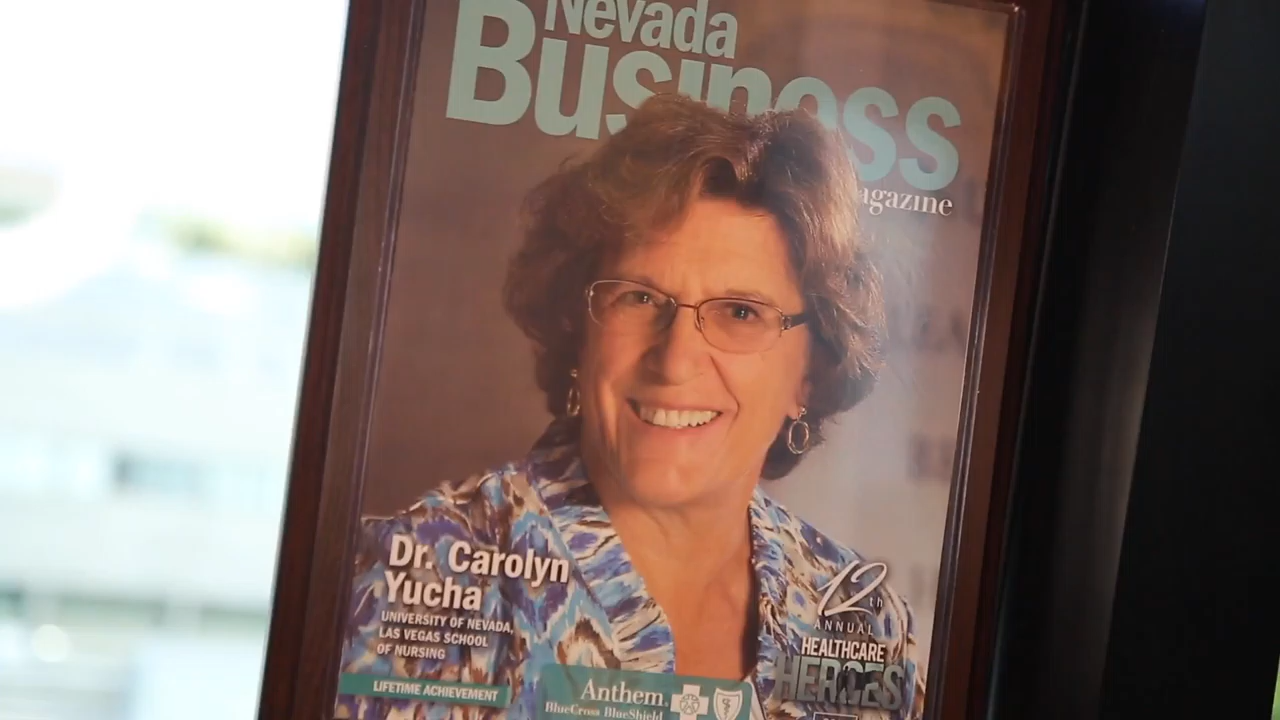 Nevada
Business
Magazine
Dr. Carolyn
Yucha
UNIVERSITY OF NEVADA,
LAS VEGAS SCHOOL
OF NURSING
LIFETIME ACHIEVEMENT
Anthem
BlueCross BlueShield
12th
ANNUAL
HEALTHCARE
HEROES